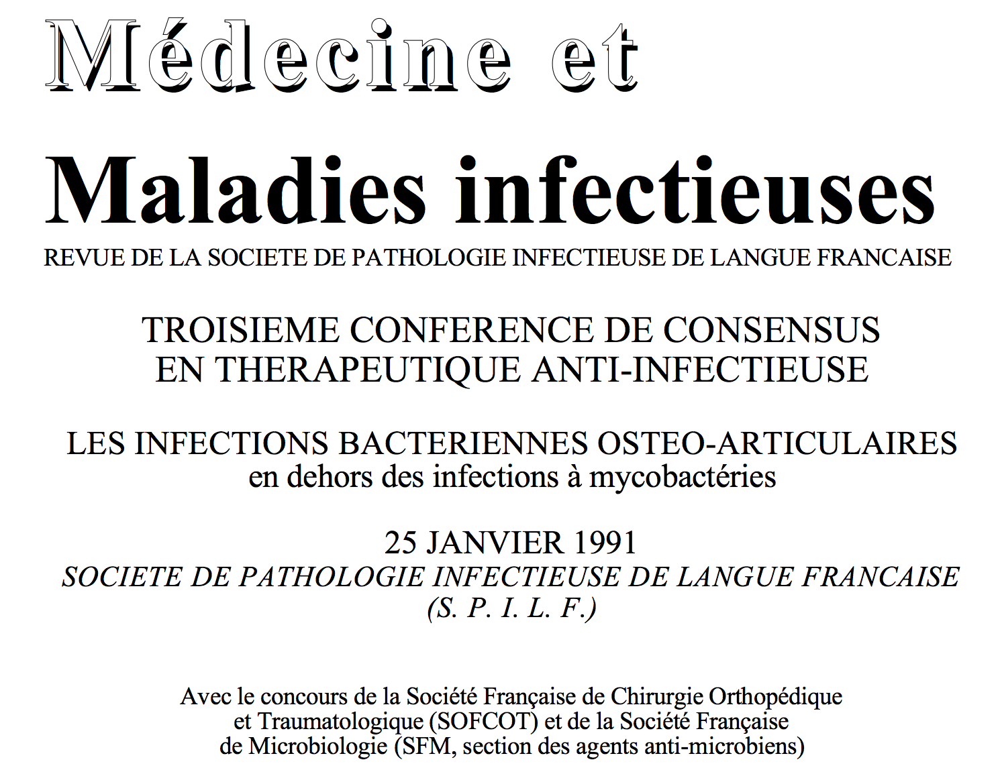 Médecine et
Maladies infectieuses
REVUE DE LA SOCIETE DE PATHOLOGIE INFECTIEUSE DE LANGUE FRANCAISE
TROISIEME CONFERENCE DE CONSENSUS
EN THERAPEUTIQUE ANTI-INFECTIEUSE
LES INFECTIONS BACTERIENNES OSTEO-ARTICULAIRES
en dehors des infections à mycobactéries
25 JANVIER 1991
SOCIETE DE PATHOLOGIE INFECTIEUSE DE LANGUE FRANCAISE
(S. P. I. L. F.)
Avec le concours de la Société Française de Chirurgie Orthopédique
et Traumatologique (SOFCOT) et de la Société Française
de Microbiologie (SFM, section des agents anti-microbiens)